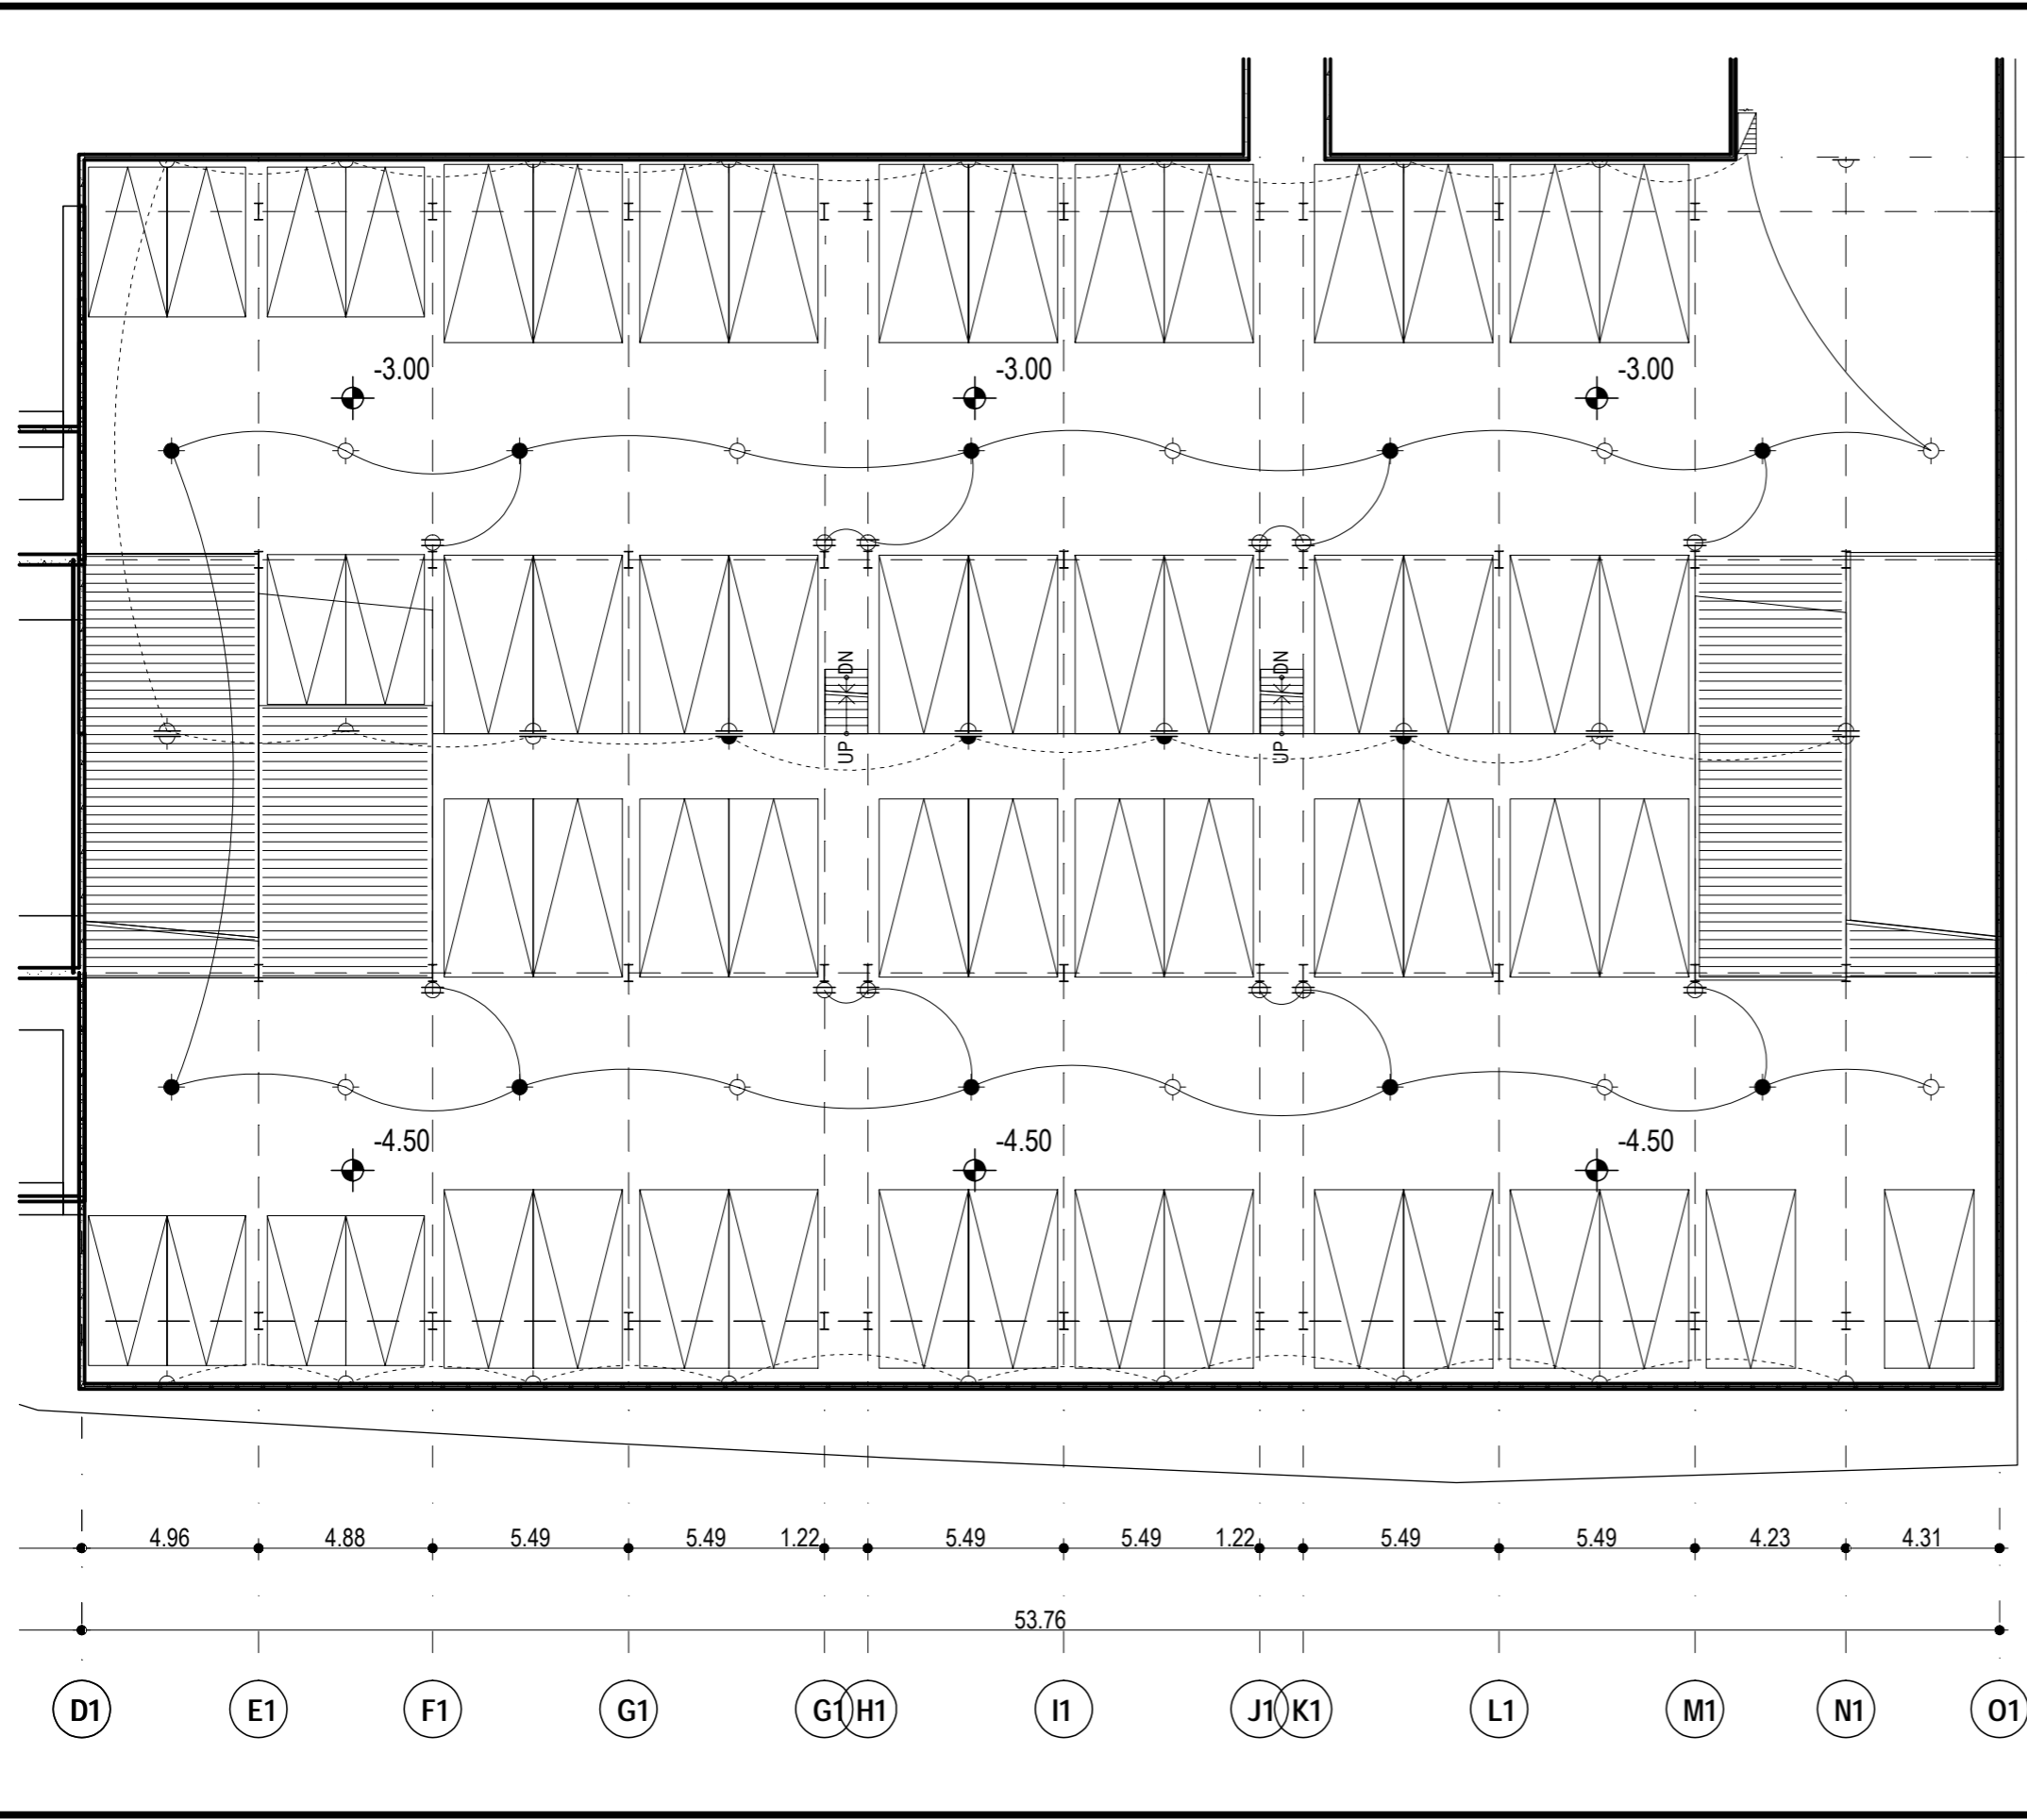 -3.00 -3.00 -3.00
DN DN
UP UP
-4.50 -4.50 -4.50
4.96 4.88 5.49 5.49 1.22 5.49 5.49 1.22 5.49 5.49 4.23 4.31
53.76
D1 E1 F1 G1 G1 H1 I1 J1 K1 L1 M1 N1 O1